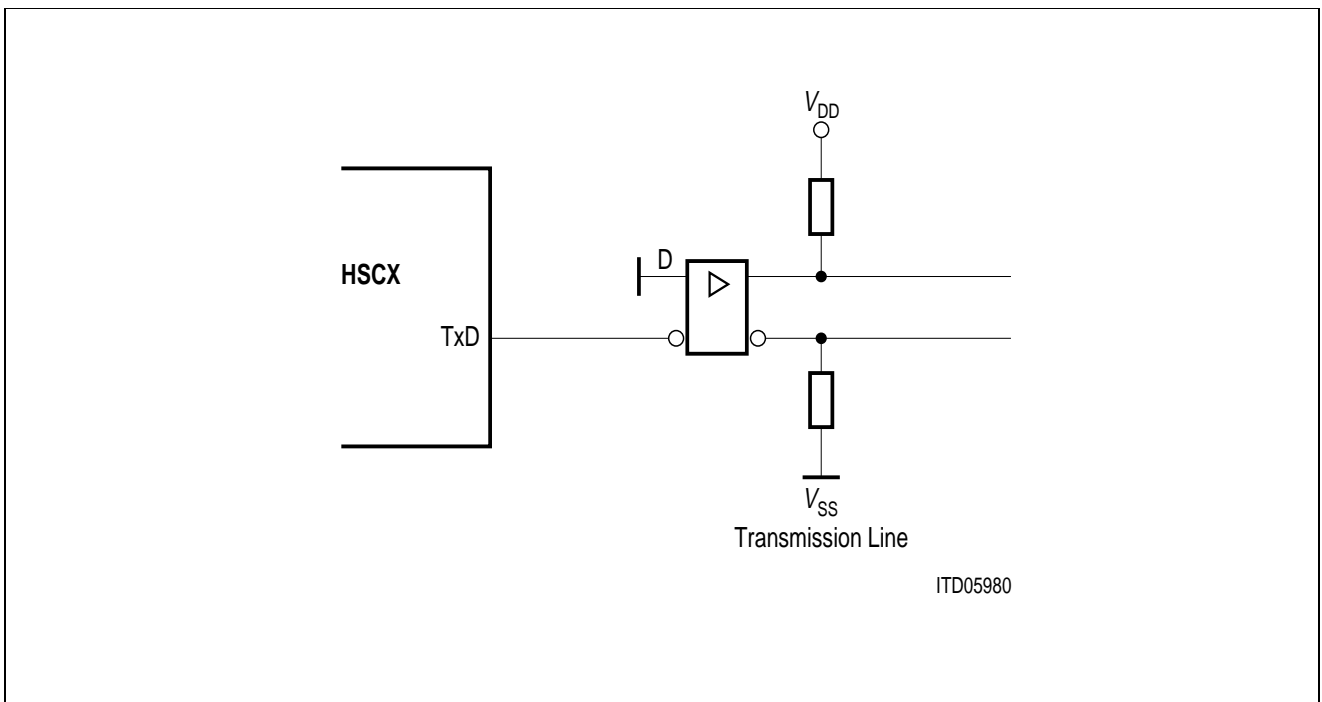 V_DD
D
HSCX
TxD
V_SS
Transmission Line
ITD05980